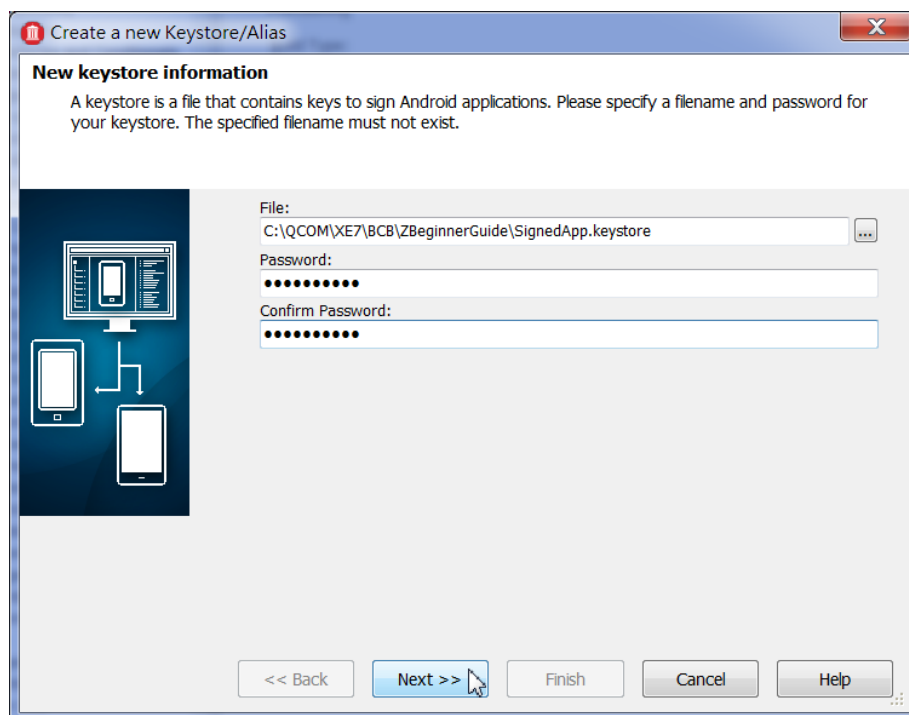 Create a new Keystore/Alias
New keystore information
A keystore is a file that contains keys to sign Android applications. Please specify a filename and password for
your keystore. The specified filename must not exist.
File:
C:\QCOM\XE7\BCB\ZBeginnerGuide\SignedApp.keystore
...
Password:
●●●●●●●●●●
Confirm Password:
●●●●●●●●●●
<< Back Next >> Finish Cancel Help